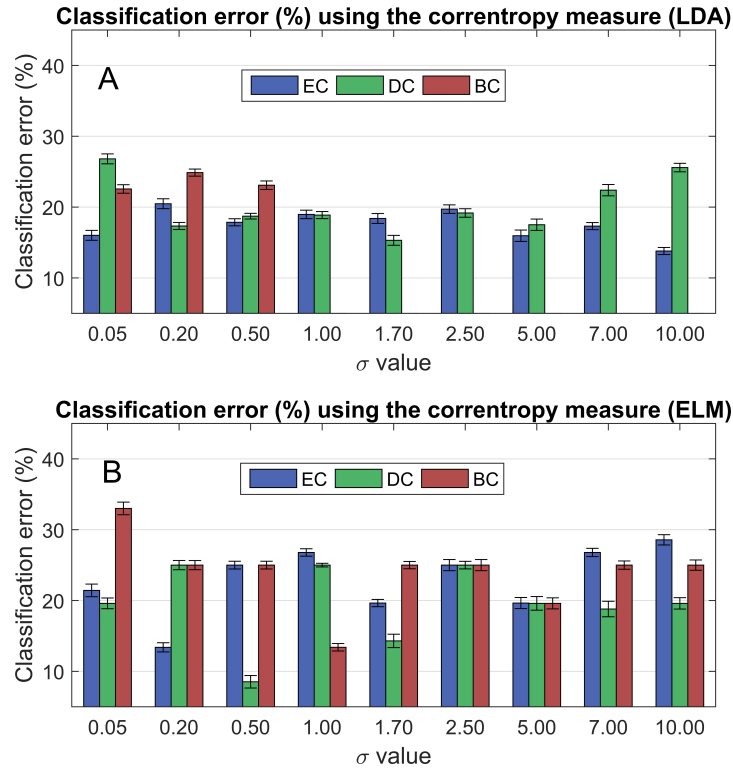 Classification error (%) using the correntropy measure (LDA)
A
EC DC BC
Classification error (%)
40
30
20
10
0.05 0.20 0.50 1.00 1.70 2.50 5.00 7.00 10.00
σ value
Classification error (%) using the correntropy measure (ELM)
B
EC DC BC
Classification error (%)
40
30
20
10
0.05 0.20 0.50 1.00 1.70 2.50 5.00 7.00 10.00
σ value